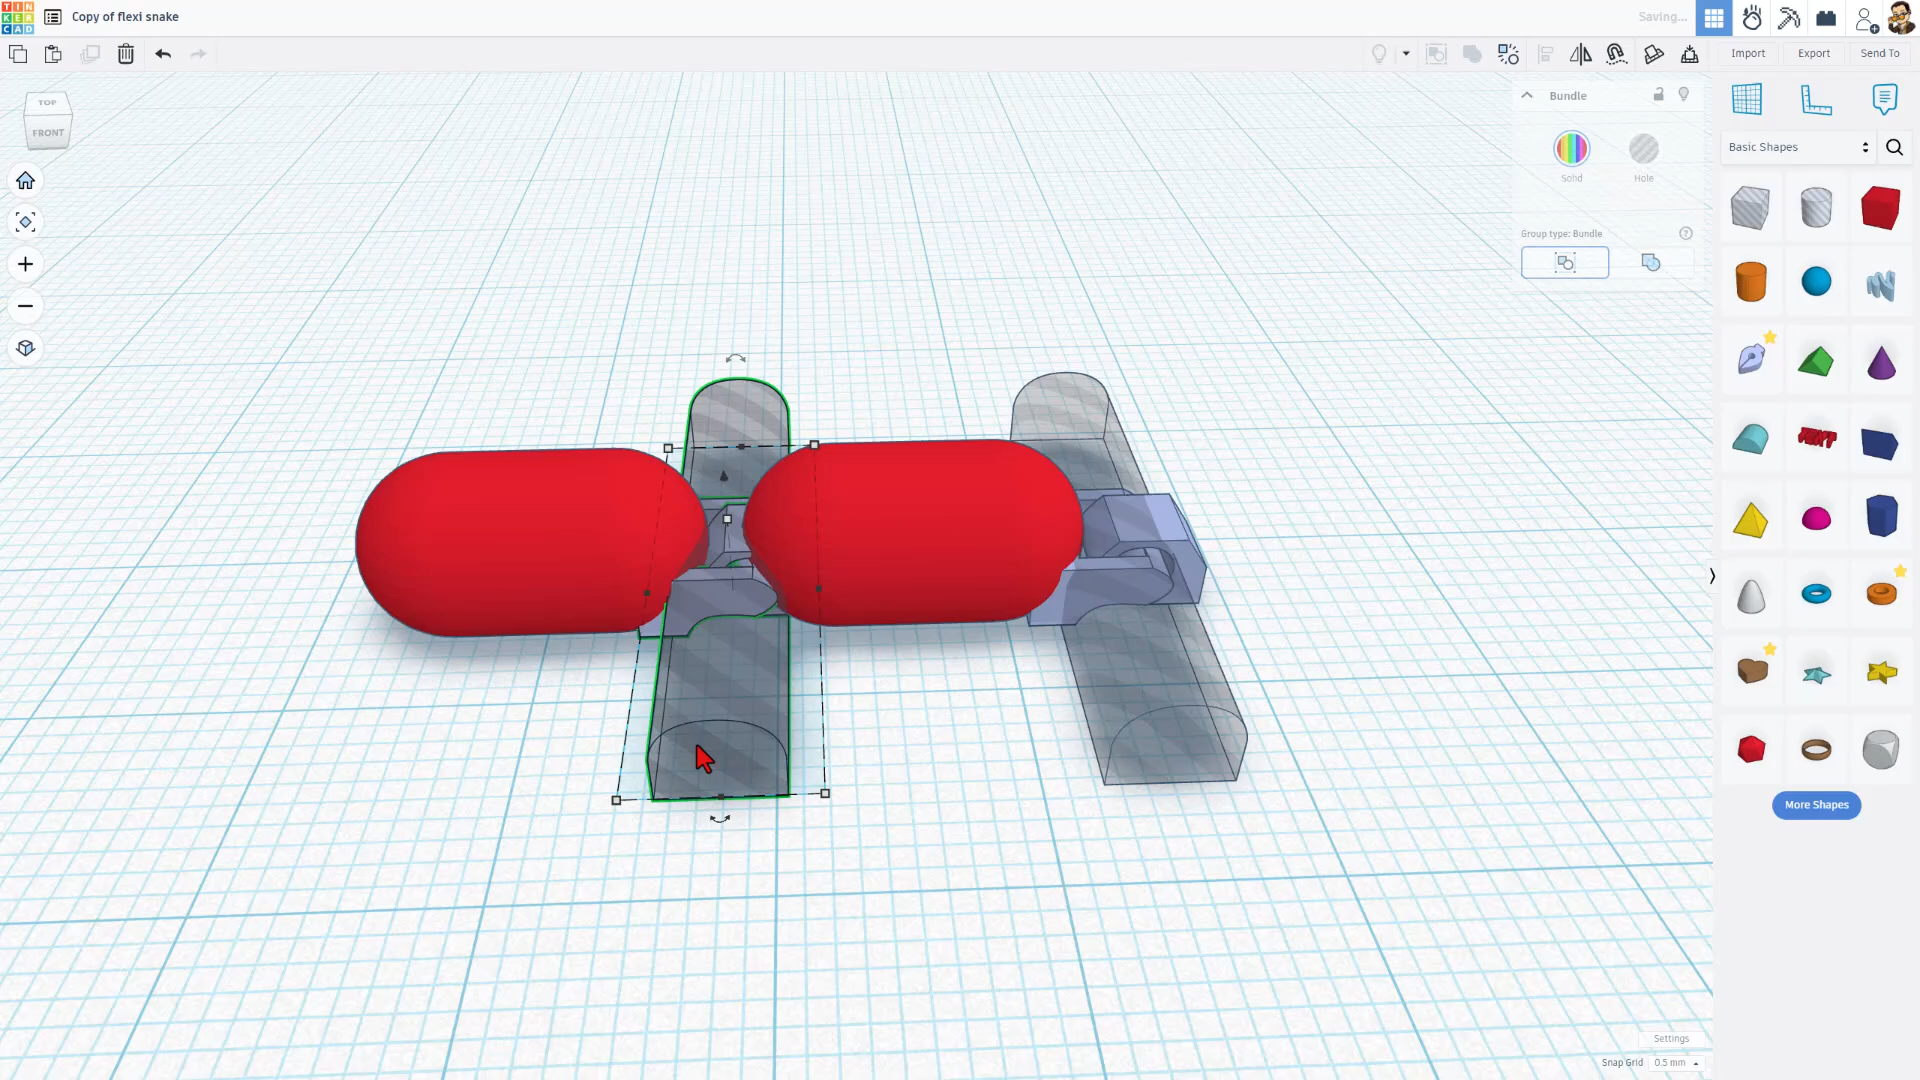 TIN
KER
CAD
Copy of flexi snake
Saving...
Import
Export
Send To
TOP
FRONT
Bundle
Solid
Hole
Group type: Bundle
Basic Shapes
More Shapes
Settings
Snap Grid
0.5 mm